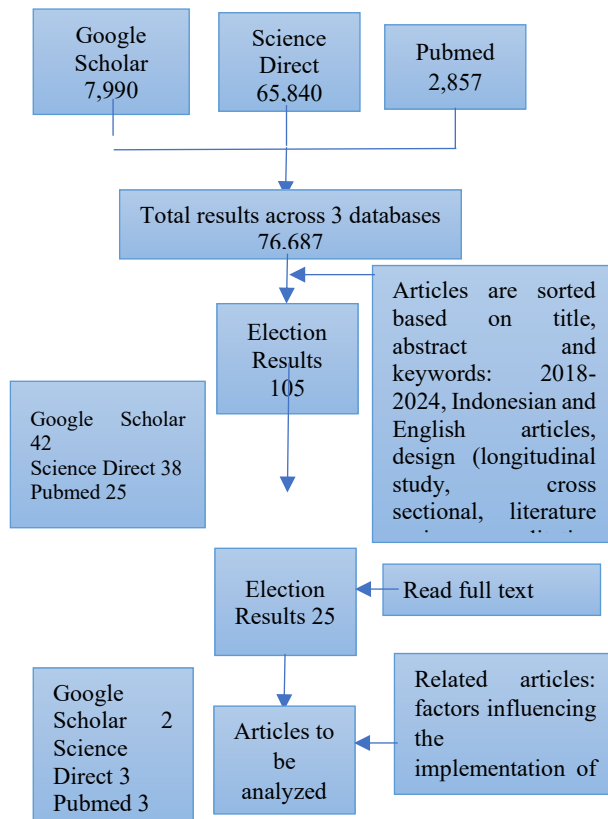 Google
Scholar
7,990
Science
Direct
65,840
Pubmed
2,857
Total results across 3 databases
76,687
Election
Results
105
Articles are sorted
based on title,
abstract and
keywords: 2018-
2024, Indonesian and
English articles,
design (longitudinal
study, cross
sectional, literature
Google Scholar
42
Science Direct 38
Pubmed 25
Election
Results 25
Read full text
Google
Scholar 2
Science
Direct 3
Pubmed 3
Articles to
be
analyzed
Related articles:
factors influencing
the
implementation of